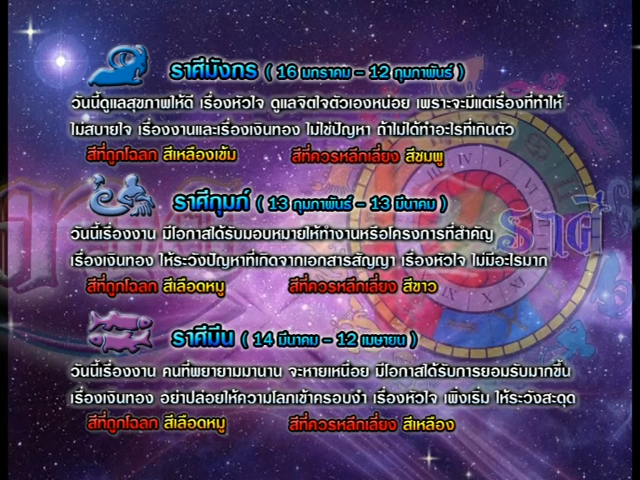 ราศีมังกร ( 16 มกราคม - 12 กุมภาพันธ์ )
วันนี้ดูแลสุขภาพให้ดี เรื่องหัวใจ ดูแลจิตใจตัวเองหน่อย เพราะจะมีแต่เรื่องที่ทำให้
ไม่สบายใจ เรื่องงานและเรื่องเงินทอง ไม่ใช่ปัญหา ถ้าไม่ได้ทำอะไรที่เกินตัว
สีที่ถูกโฉลก สีเหลืองเข้ม สีที่ควรหลีกเลี่ยง สีชมพู
ราศีกุมภ์ ( 13 กุมภาพันธ์ - 13 มีนาคม )
วันนี้เรื่องงาน มีโอกาสได้รับมอบหมายให้ทำงานหรือโครงการที่สำคัญ
เรื่องเงินทอง ให้ระวังปัญหาที่เกิดจากเอกสารสัญญา เรื่องหัวใจ ไม่มีอะไรมาก
สีที่ถูกโฉลก สีเลือดหมู สีที่ควรหลีกเลี่ยง สีขาว
ราศี
ราศีมีน ( 14 มีนาคม - 12 เมษายน )
วันนี้เรื่องงาน คนที่พยายามมานาน จะหายเหนื่อย มีโอกาสได้รับการยอมรับมากขึ้น
เรื่องเงินทอง อย่าปล่อยให้ความโลภเข้าครอบงำ เรื่องหัวใจ เพิ่งเริ่ม ให้ระวังสะดุด
สีที่ถูกโฉลก สีเลือดหมู สีที่ควรหลีกเลี่ยง สีเหลือง